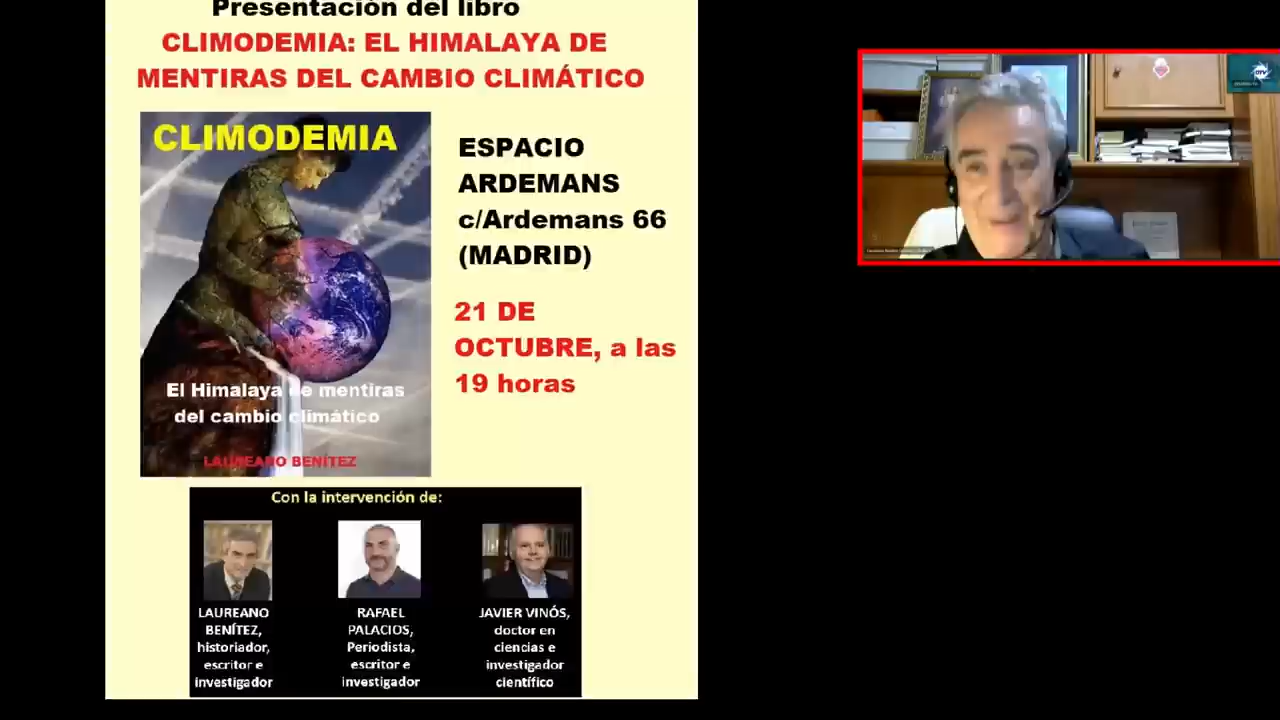 Presentación del libro
CLIMODEMIA: EL HIMALAYA DE
MENTIRAS DEL CAMBIO CLIMÁTICO
CLIMODEMIA
El Himalaya de mentiras
del cambio climático
LAUREANO BENÍTEZ
ESPACIO
ARDEMANS
c/Ardemans 66
(MADRID)
21 DE
OCTUBRE, a las
19 horas
Con la intervención de:
LAUREANO
BENÍTEZ,
historiador,
escritor e
investigador
RAFAEL
PALACIOS,
Periodista,
escritor e
investigador
JAVIER VINÓS,
doctor en
ciencias e
investigador
científico